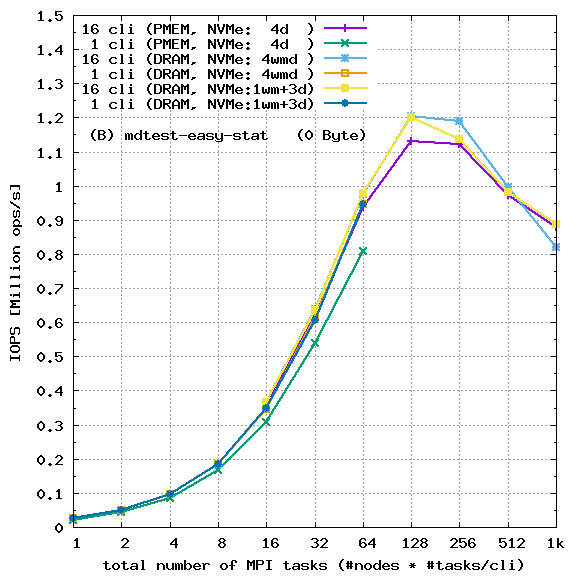 1.5
1.4
1.3
1.2
1.1
1
0.9
0.8
0.7
0.6
0.5
0.4
0.3
0.2
0.1
0
IOPS [Million ops/s]
16 cli (PMEM, NVMe:  4d  )
1 cli (PMEM, NVMe:  4d  )
16 cli (DRAM, NVMe: 4wmd )
1 cli (DRAM, NVMe: 4wmd )
16 cli (DRAM, NVMe:1wm+3d)
1 cli (DRAM, NVMe:1wm+3d)
(B) mdtest-easy-stat   (0 Byte)
1 2 4 8 16 32 64 128 256 512 1k
total number of MPI tasks (#nodes * #tasks/cli)